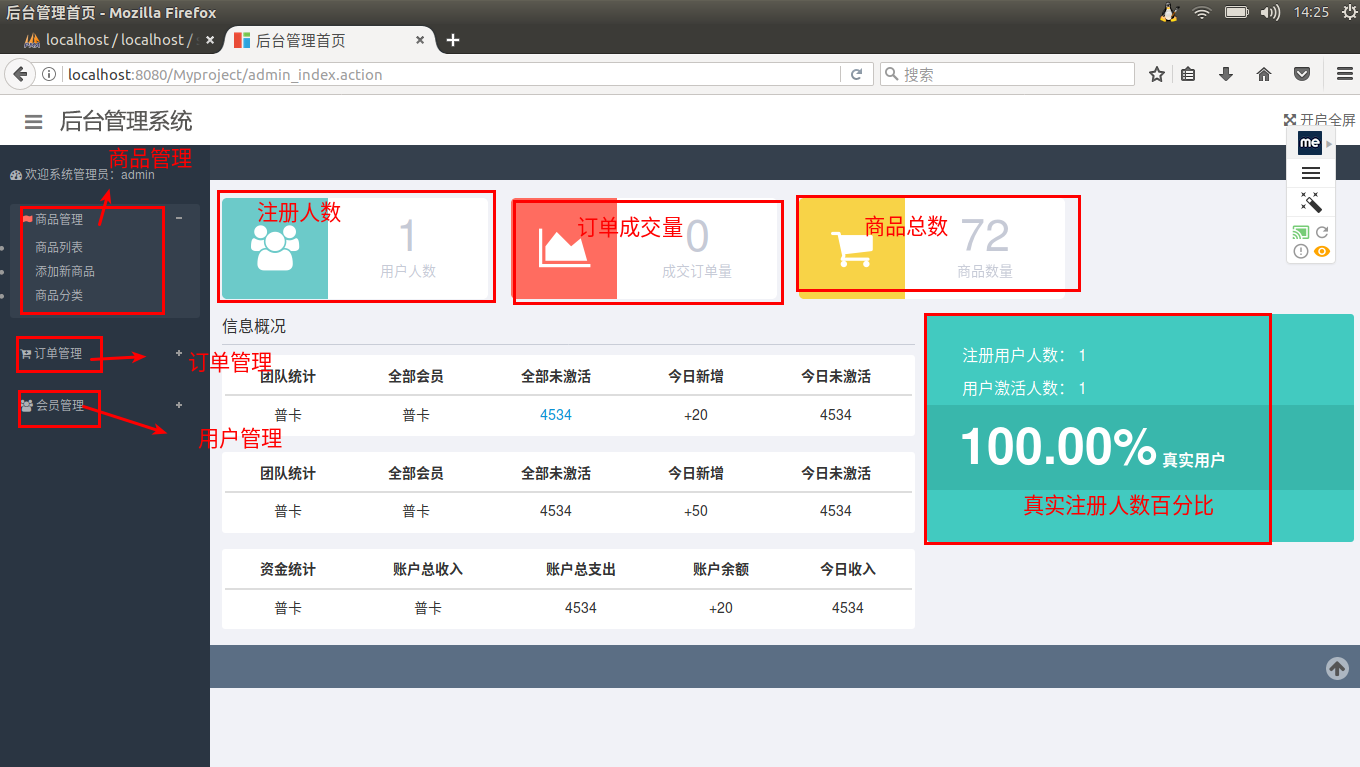 后台管理首页 - Mozilla Firefox
14:25
localhost / localhost /
后台管理首页
localhost:8080/Myproject/admin_index.action
搜索
后台管理系统
开启全屏
me
商品管理
欢迎系统管理员：admin
商品管理
商品列表
添加新商品
商品分类
订单管理
订单管理
会员管理
用户管理
注册人数
1
用户人数
订单成交量
0
成交订单量
商品总数
72
商品数量
信息概况
团队统计 全部会员 全部未激活 今日新增 今日未激活
普卡 普卡 4534 +20 4534
团队统计 全部会员 全部未激活 今日新增 今日未激活
普卡 普卡 4534 +50 4534
资金统计 账户总收入 账户总支出 账户余额 今日收入
普卡 普卡 4534 +20 4534
注册用户人数： 1
用户激活人数： 1
100.00% 真实用户
真实注册人数百分比